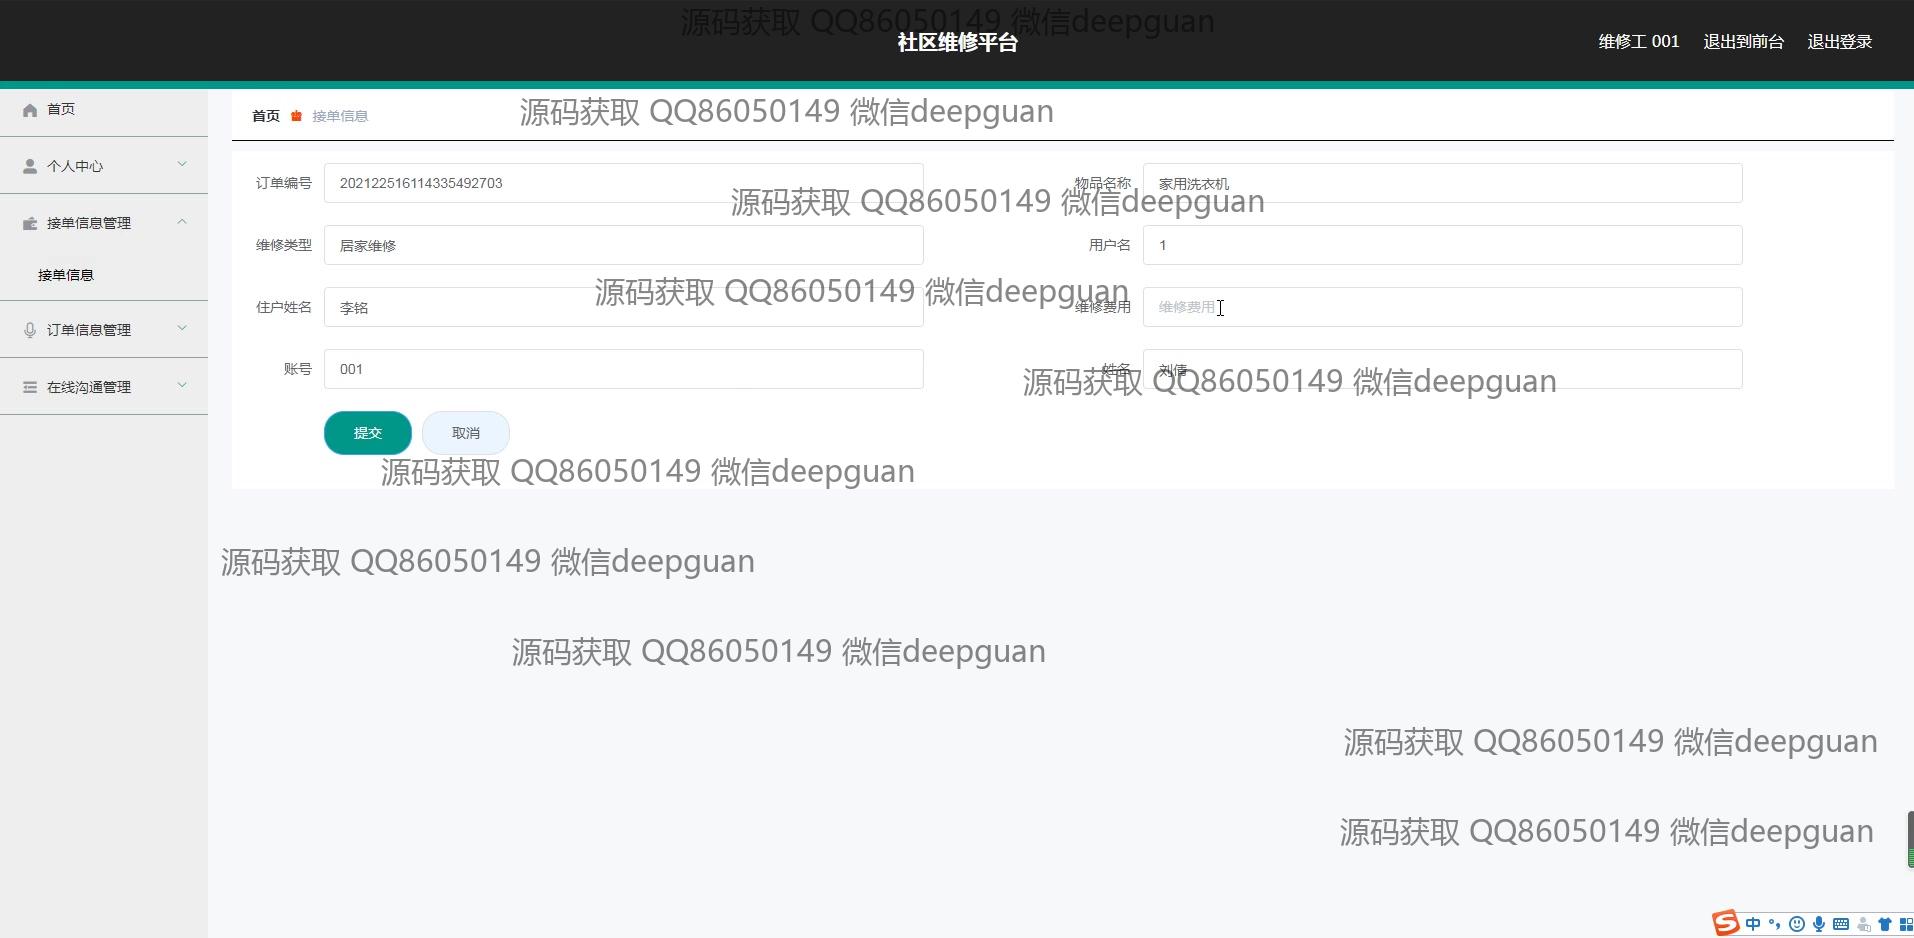 源码获取 QQ86050149 微信deepguan
社区维修平台
维修工 001 退出到前台 退出登录
首页
个人中心
接单信息管理
接单信息
订单信息管理
在线沟通管理
首页 接单信息
源码获取 QQ86050149 微信deepguan
订单编号 202122516114335492703 物品名称 家用洗衣机
源码获取 QQ86050149 微信deepguan
维修类型 居家维修 用户名 1
源码获取 QQ86050149 微信deepguan
住户姓名 李铭 维修费用 维修费用
账号 001 姓名 刘倩
源码获取 QQ86050149 微信deepguan
提交 取消
源码获取 QQ86050149 微信deepguan
源码获取 QQ86050149 微信deepguan
源码获取 QQ86050149 微信deepguan
源码获取 QQ86050149 微信deepguan
源码获取 QQ86050149 微信deepguan
S 中